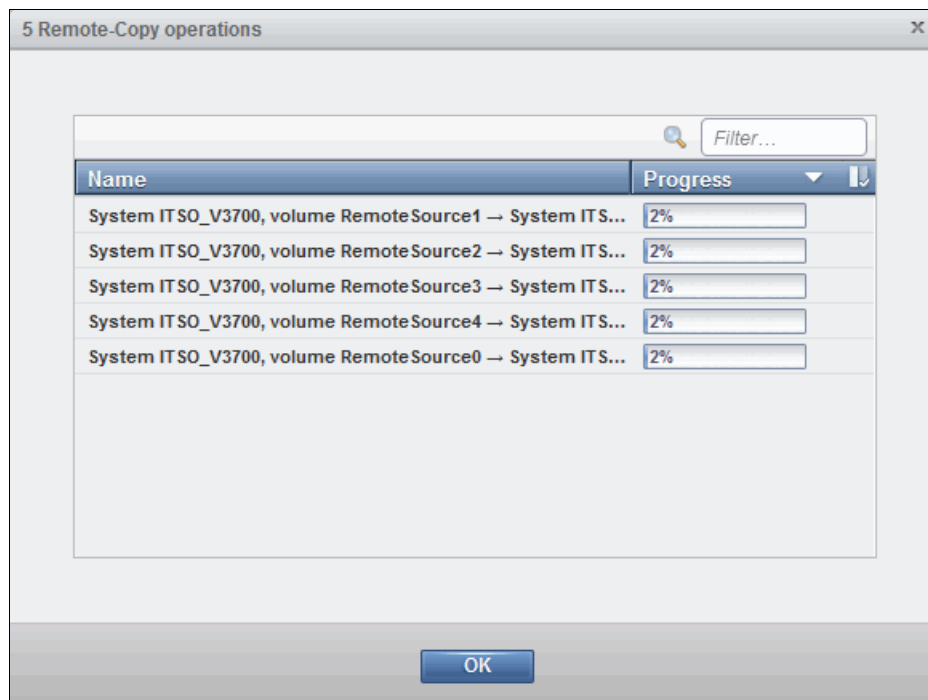 5 Remote-Copy operations x
Filter...
Name Progress
System ITSO_V3700, volume RemoteSource1 → System ITS... 2%
System ITSO_V3700, volume RemoteSource2 → System ITS... 2%
System ITSO_V3700, volume RemoteSource3 → System ITS... 2%
System ITSO_V3700, volume RemoteSource4 → System ITS... 2%
System ITSO_V3700, volume RemoteSource0 → System ITS... 2%
OK